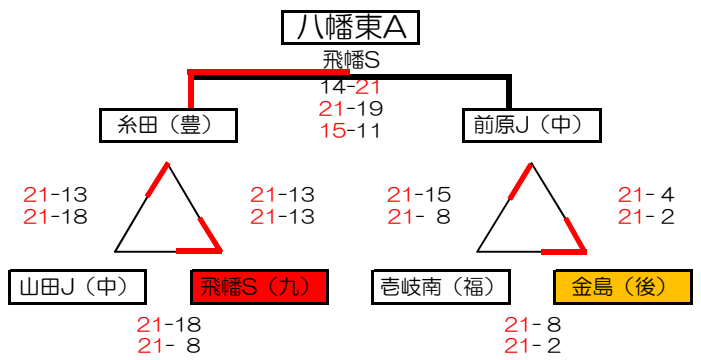 八幡東A
飛幡S
14-21
21-19
15-11
糸田（豊）
前原J（中）
21-13
21-18
21-13
21-13
21-15
21- 8
21- 4
21- 2
山田J（中）
飛幡S（九）
壱岐南（福）
金島（後）
21-18
21- 8
21- 8
21- 2